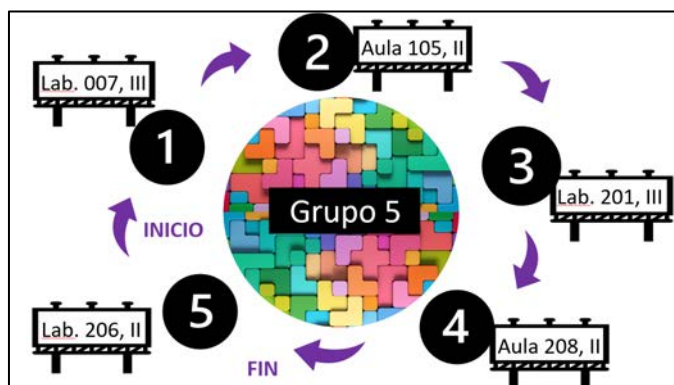 2
Aula 105, II
Lab. 007, III
1
3
Lab. 201, III
Grupo 5
INICIO
5
Lab. 206, II
4
Aula 208, II
FIN